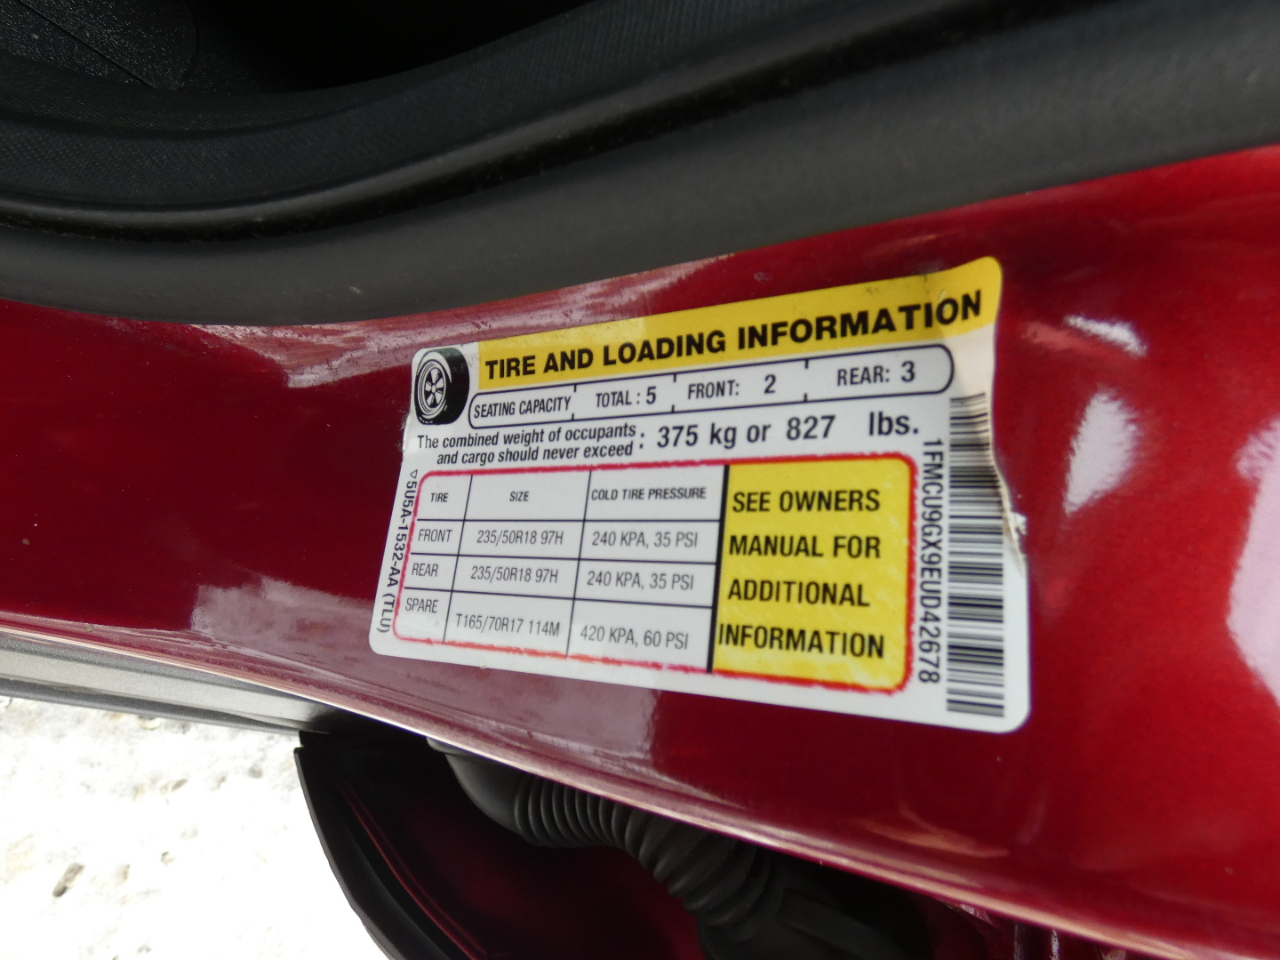 TIRE AND LOADING INFORMATION
SEATING CAPACITY TOTAL : 5 FRONT: 2 REAR: 3
The combined weight of occupants
and cargo should never exceed : 375 kg or 827 lbs.
TIRE SIZE COLD TIRE PRESSURE
FRONT 235/50R18 97H 240 KPA, 35 PSI
REAR 235/50R18 97H 240 KPA, 35 PSI
SPARE T165/70R17 114M 420 KPA, 60 PSI
SEE OWNERS
MANUAL FOR
ADDITIONAL
INFORMATION
5U5A-1532-AA (TLU)
1FMCU9GX9EUD42678